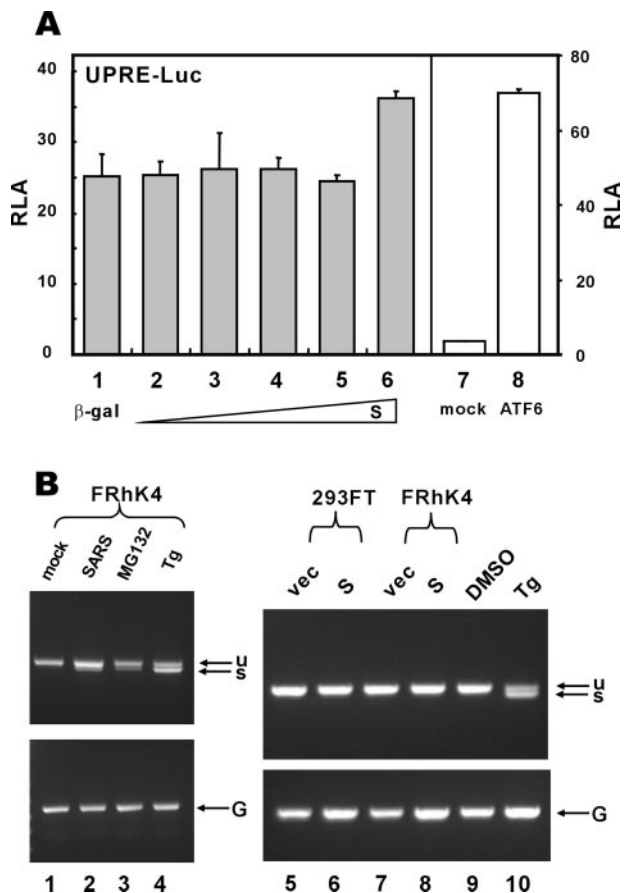 A
UPRE-Luc
40
30
20
10
0
RLA
80
60
40
20
0
RLA
1 2 3 4 5 6 7 8
β-gal S mock ATF6
B
FRhK4
mock SARS MG132 Tg
u
s
G
1 2 3 4
293FT FRhK4
vec S vec S DMSO Tg
u
s
G
5 6 7 8 9 10